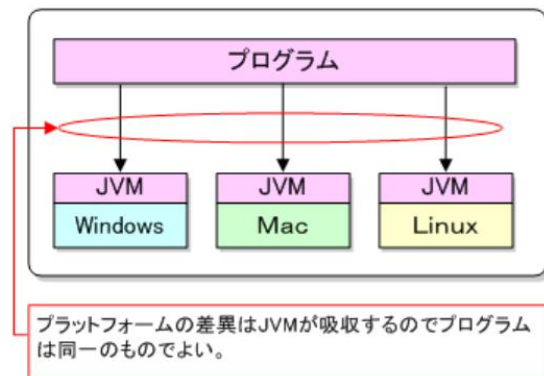 プログラム
JVM
JVM
JVM
Windows
Mac
Linux
プラットフォームの差異はJVMが吸収するのでプログラム
は同一のものでよい。